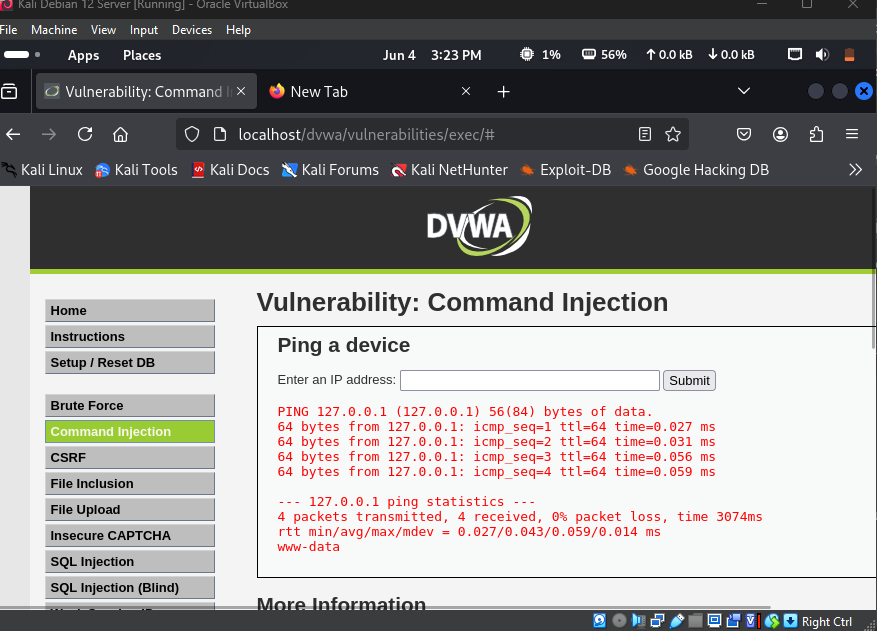 Kali Debian 12 Server [Running] - Oracle VirtualBox
File Machine View Input Devices Help
Apps Places Jun 4 3:23 PM 1% 56% ↑0.0 kB ↓0.0 kB
Vulnerability: Command I × New Tab × +
localhost/dvwa/vulnerabilities/exec/#
Kali Linux Kali Tools Kali Docs Kali Forums Kali NetHunter Exploit-DB Google Hacking DB
DVWA
Home
Instructions
Setup / Reset DB
Brute Force
Command Injection
CSRF
File Inclusion
File Upload
Insecure CAPTCHA
SQL Injection
SQL Injection (Blind)
Vulnerability: Command Injection
Ping a device
Enter an IP address: Submit
PING 127.0.0.1 (127.0.0.1) 56(84) bytes of data.
64 bytes from 127.0.0.1: icmp_seq=1 ttl=64 time=0.027 ms
64 bytes from 127.0.0.1: icmp_seq=2 ttl=64 time=0.031 ms
64 bytes from 127.0.0.1: icmp_seq=3 ttl=64 time=0.056 ms
64 bytes from 127.0.0.1: icmp_seq=4 ttl=64 time=0.059 ms
--- 127.0.0.1 ping statistics ---
4 packets transmitted, 4 received, 0% packet loss, time 3074ms
rtt min/avg/max/mdev = 0.027/0.043/0.059/0.014 ms
www-data
More Information
Right Ctrl